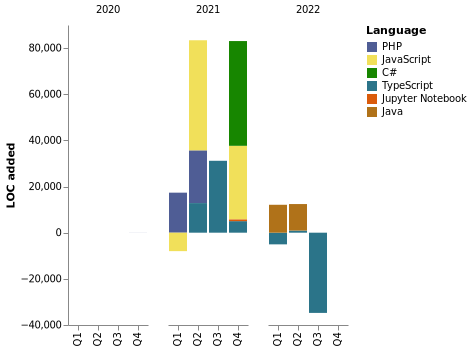 2020 2021 2022
Language
PHP
JavaScript
C#
TypeScript
Jupyter Notebook
Java
LOC added
80,000
60,000
40,000
20,000
0
−20,000
−40,000
Q1 Q2 Q3 Q4 Q1 Q2 Q3 Q4 Q1 Q2 Q3 Q4